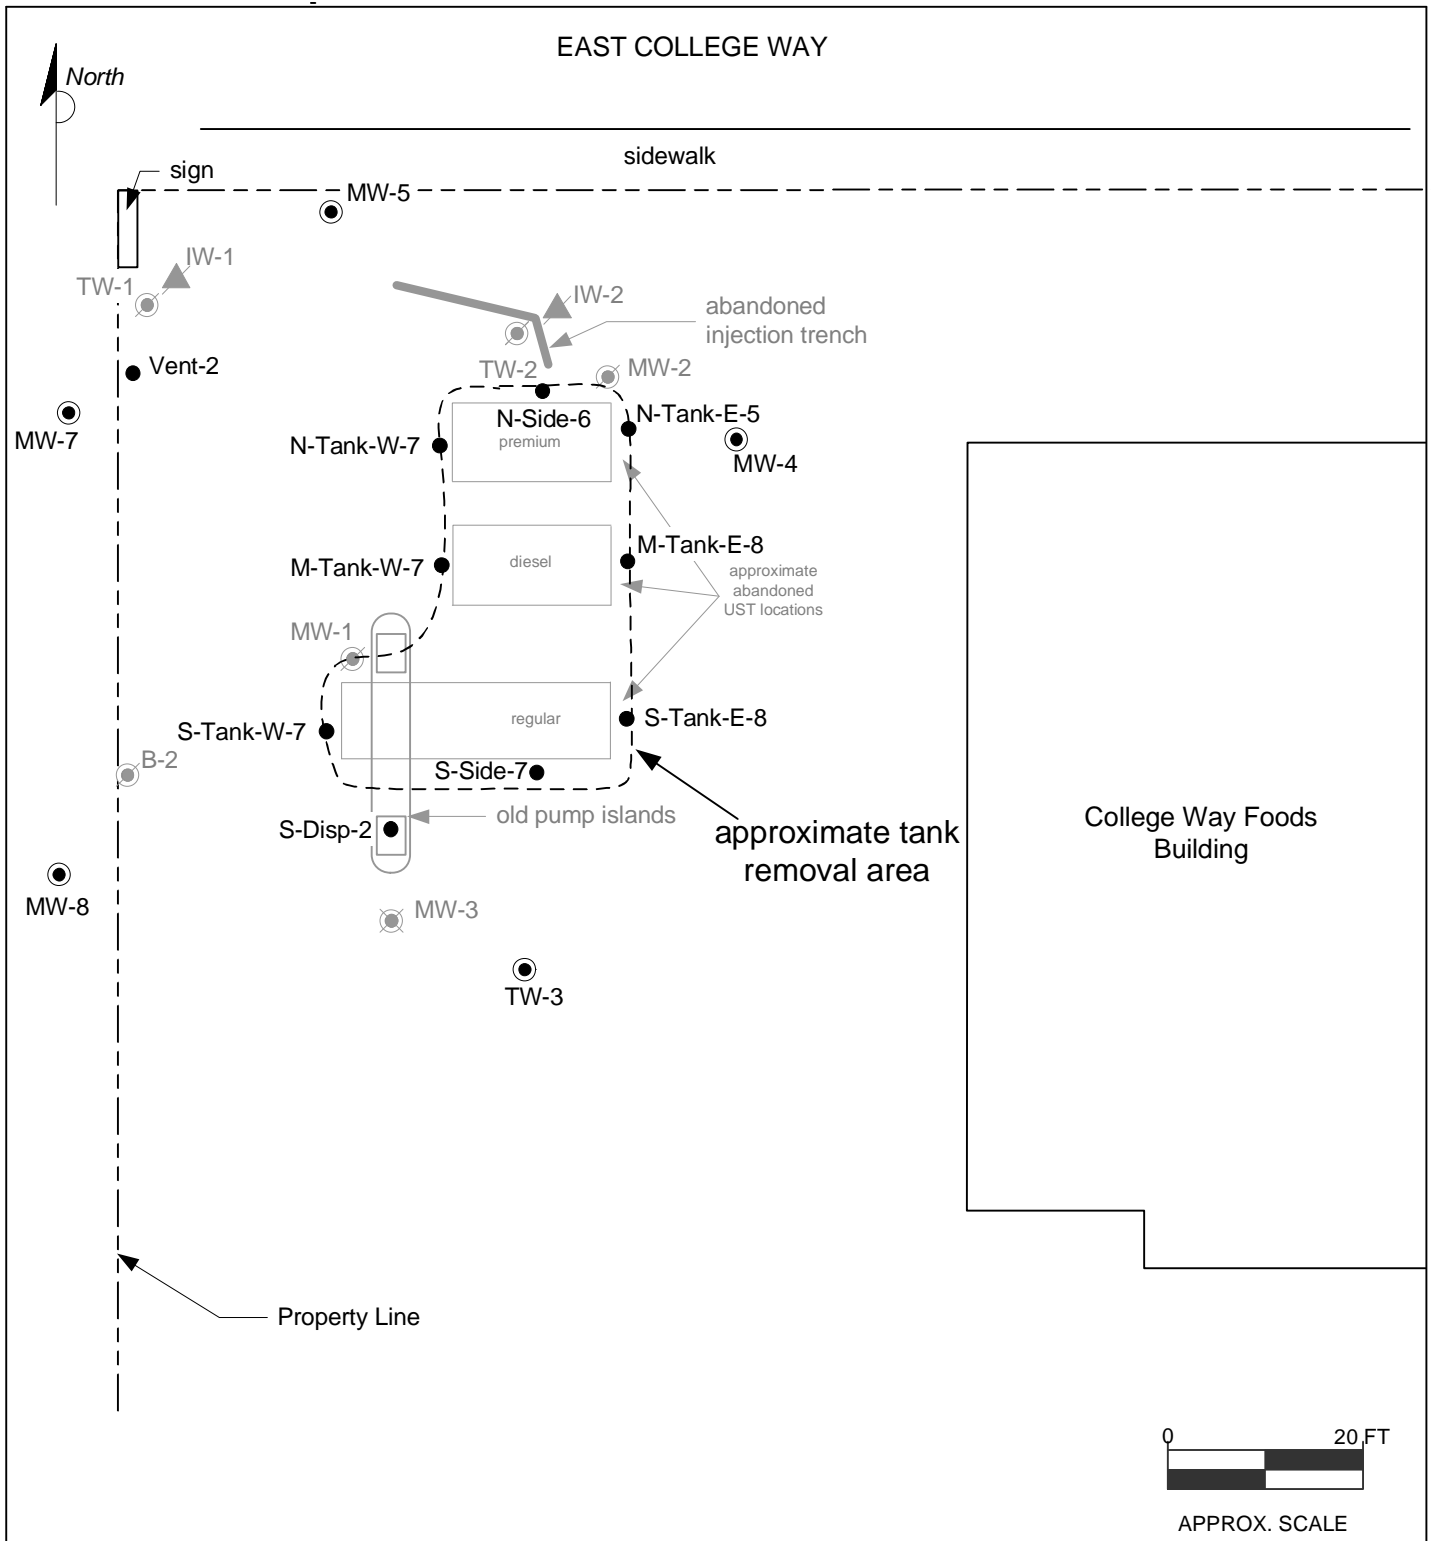 EAST COLLEGE WAY
North
sidewalk
sign
MW-5
IW-1
TW-1
IW-2
abandoned
injection trench
Vent-2
TW-2
MW-2
MW-7
N-Side-6
N-Tank-E-5
N-Tank-W-7
premium
MW-4
M-Tank-W-7
diesel
M-Tank-E-8
approximate
abandoned
UST locations
MW-1
S-Tank-W-7
regular
S-Tank-E-8
B-2
S-Side-7
S-Disp-2
old pump islands
approximate tank
removal area
College Way Foods
Building
MW-8
MW-3
TW-3
Property Line
0 20 FT
APPROX. SCALE